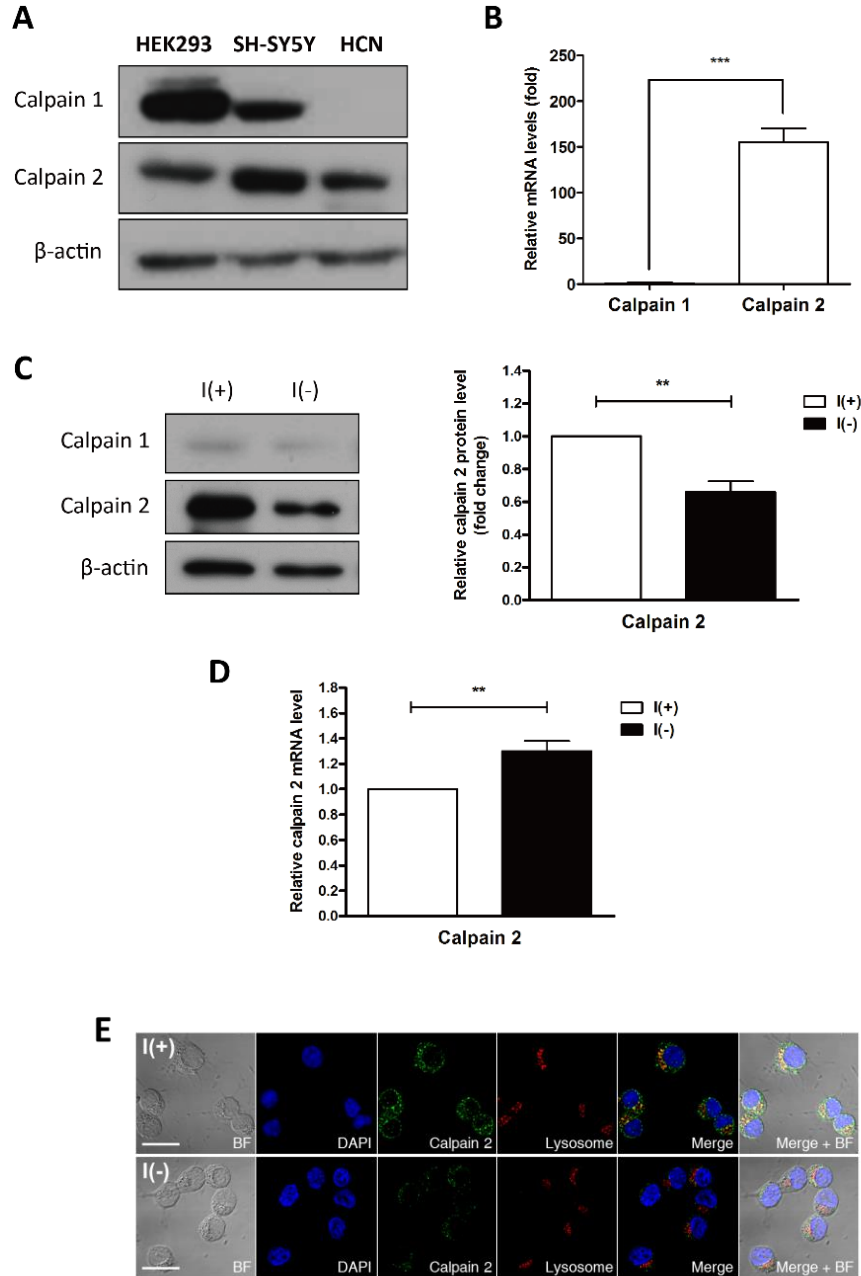 A
HEK293 SH-SY5Y HCN
Calpain 1
Calpain 2
β-actin
B
Relative mRNA levels (fold)
250
200
150
100
50
0
***
Calpain 1 Calpain 2
C
I(+) I(-)
Calpain 1
Calpain 2
β-actin
Relative calpain 2 protein level
(fold change)
1.4
1.2
1.0
0.8
0.6
0.4
0.2
0.0
**
I(+)
I(-)
Calpain 2
D
Relative calpain 2 mRNA level
1.8
1.6
1.4
1.2
1.0
0.8
0.6
0.4
0.2
0.0
**
I(+)
I(-)
Calpain 2
E
I(+)
BF DAPI Calpain 2 Lysosome Merge Merge + BF
I(-)
BF DAPI Calpain 2 Lysosome Merge Merge + BF